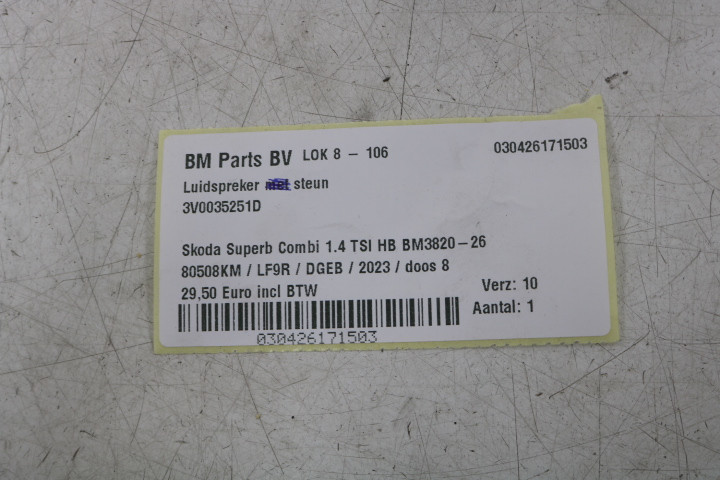 BM Parts BV LOK 8 - 106 030426171503
Luidspreker met steun
3V0035251D
Skoda Superb Combi 1.4 TSI HB BM3820-26
80508KM / LF9R / DGEB / 2023 / doos 8
29,50 Euro incl BTW
Verz: 10
Aantal: 1
030426171503